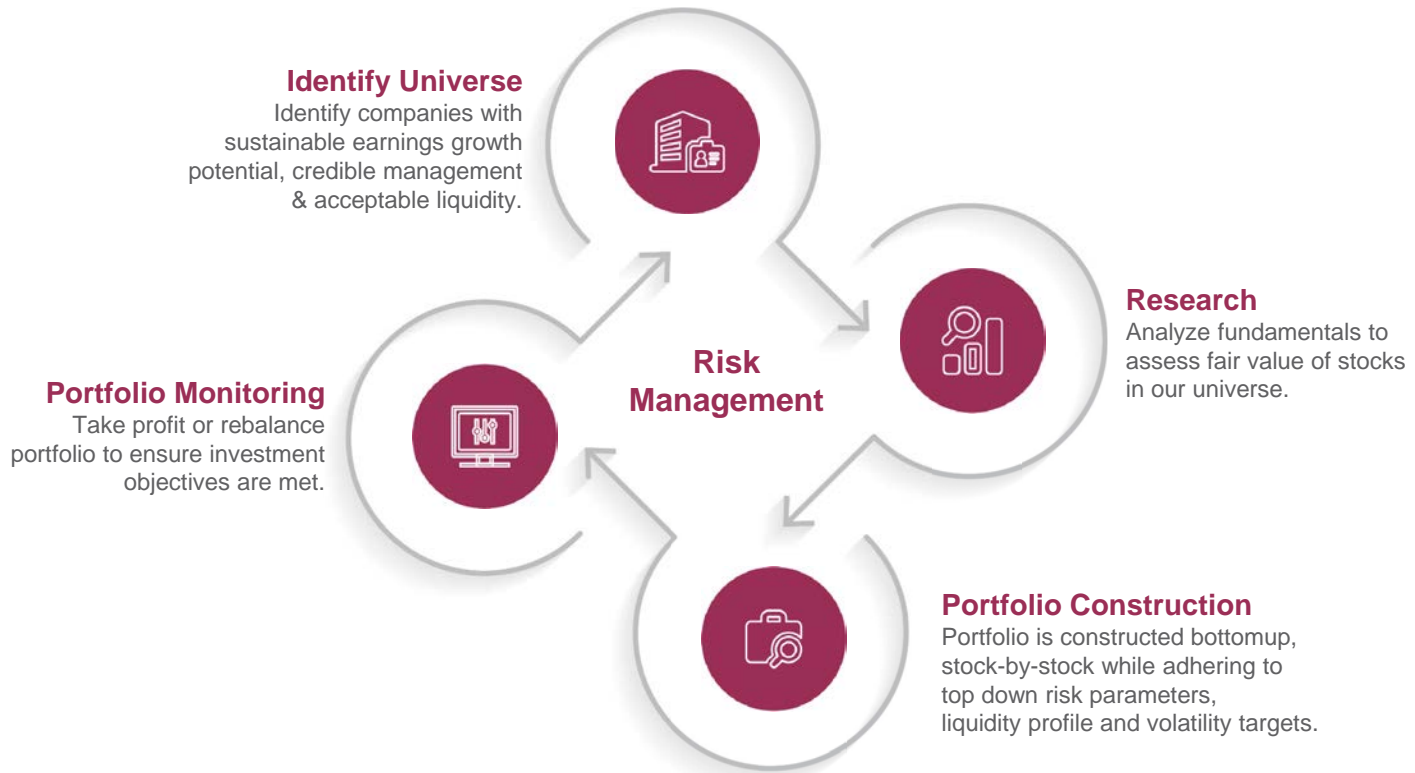 Identify Universe
Identify companies with
sustainable earnings growth
potential, credible management
& acceptable liquidity.
Research
Analyze fundamentals to
assess fair value of stocks
in our universe.
Risk
Management
Portfolio Monitoring
Take profit or rebalance
portfolio to ensure investment
objectives are met.
Portfolio Construction
Portfolio is constructed bottomup,
stock-by-stock while adhering to
top down risk parameters,
liquidity profile and volatility targets.